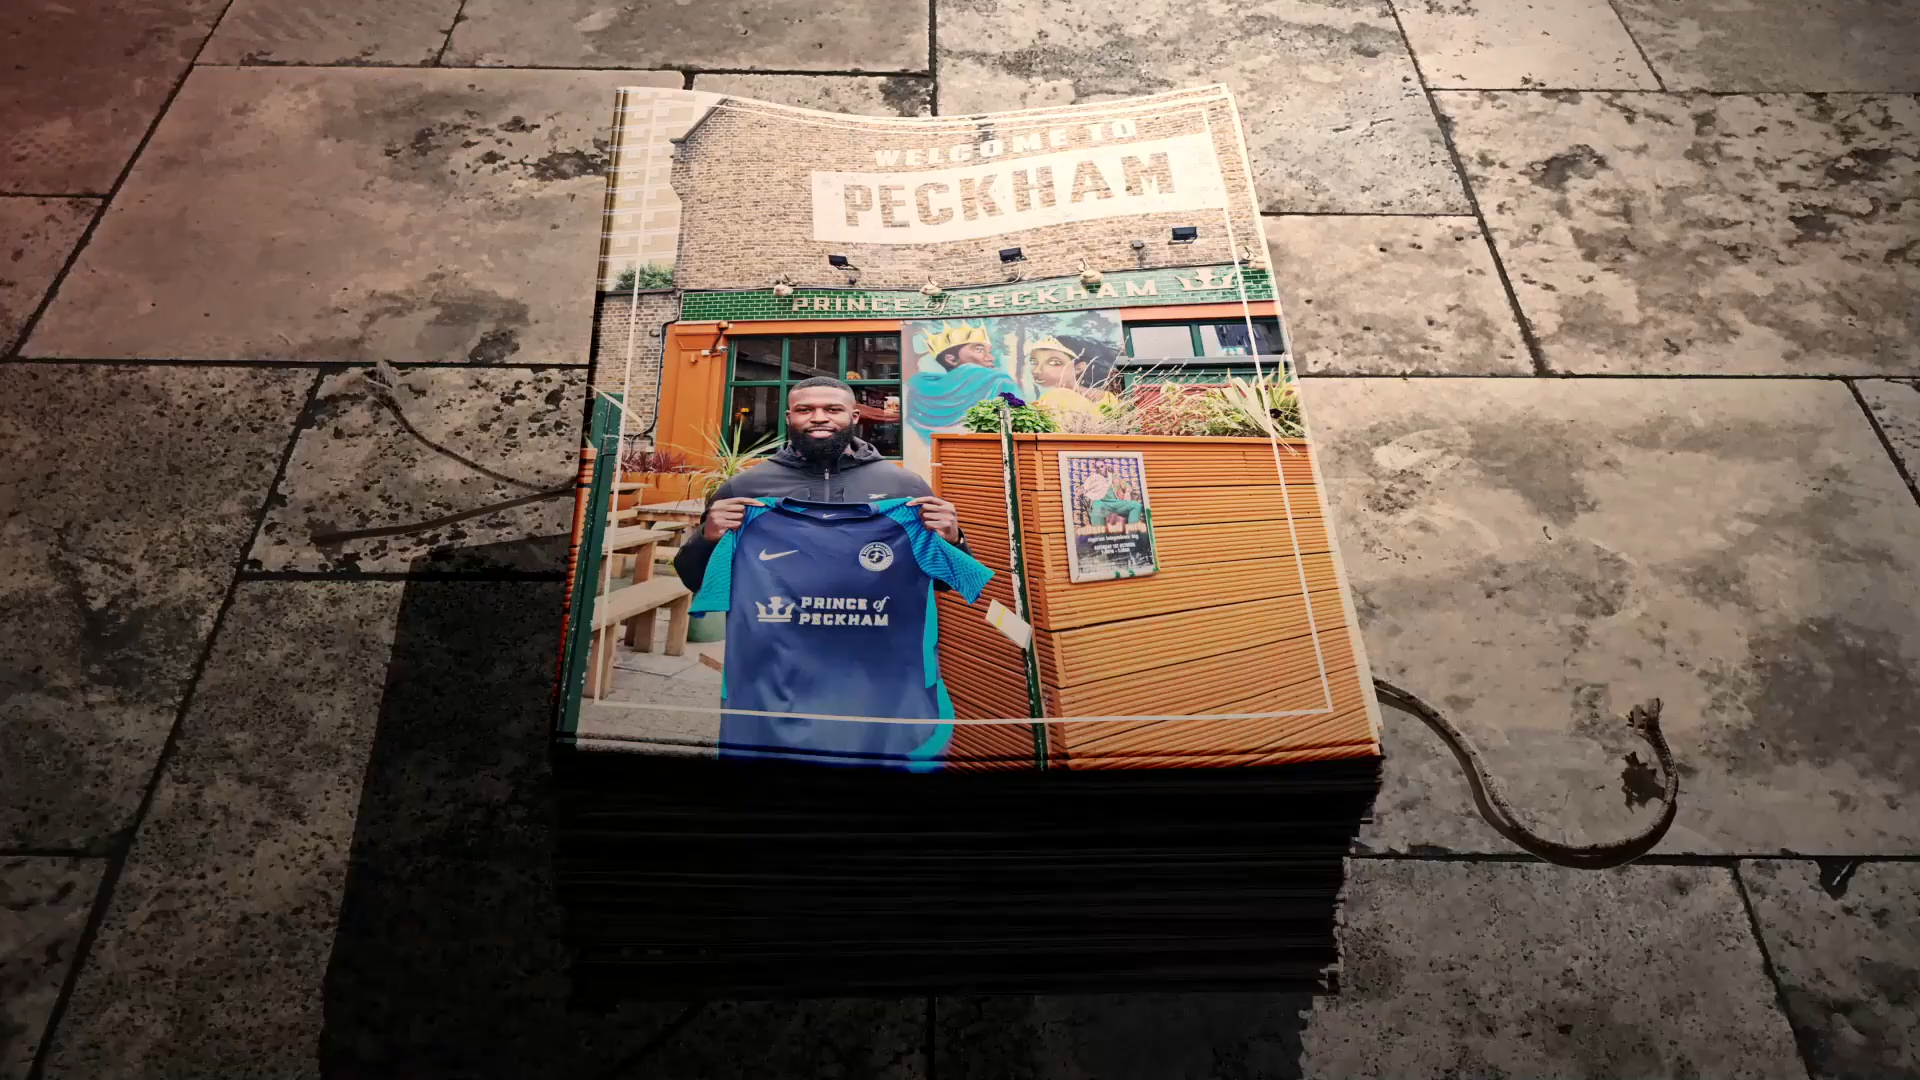 WELCOME TO
PECKHAM
PRINCE of PECKHAM
PRINCE of
PECKHAM